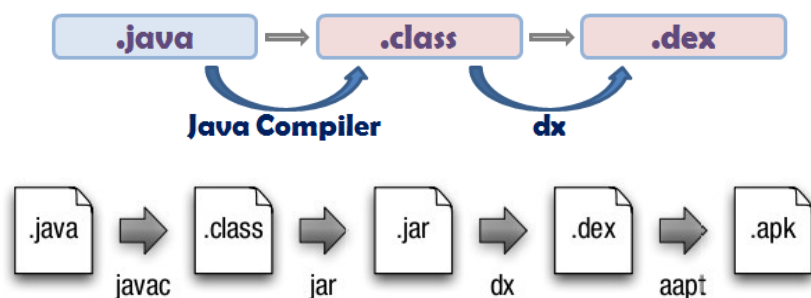 .java .class .dex
Java Compiler dx
.java .class .jar .dex .apk
javac jar dx aapt